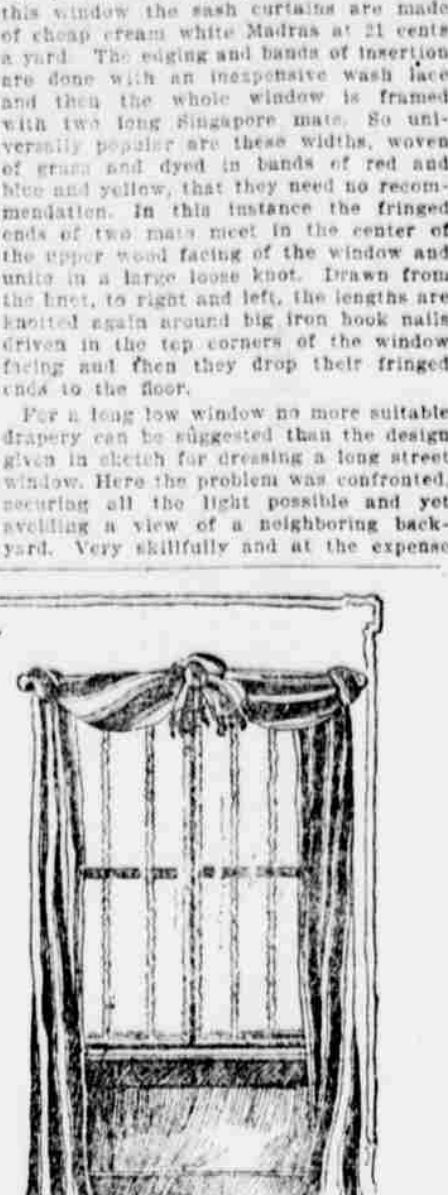 this window the sash curtains are made
of cheap cream white Madras at 21 cents
a yard. The edging and bands of insertion
are done with an inexpensive wash lace
and then the whole window is framed
with two long Singapore mats. So uni-
versally popular are these widths, woven
of grass and dyed in bands of red and
blue and yellow, that they need no recom-
mendation. In this instance the fringed
ends of two mats meet in the center of
the upper wood facing of the window and
unite in a large loose knot. Drawn from
the knot, to right and left, the lengths are
knotted again around big iron hook nails
driven in the top corners of the window
facing and then they drop their fringed
ends to the floor.
For a long low window no more suitable
drapery can be suggested than the design
given in sketch for dressing a long street
window. Here the problem was confronted,
securing all the light possible and yet
avoiding a view of a neighboring back-
yard. Very skillfully and at the expense